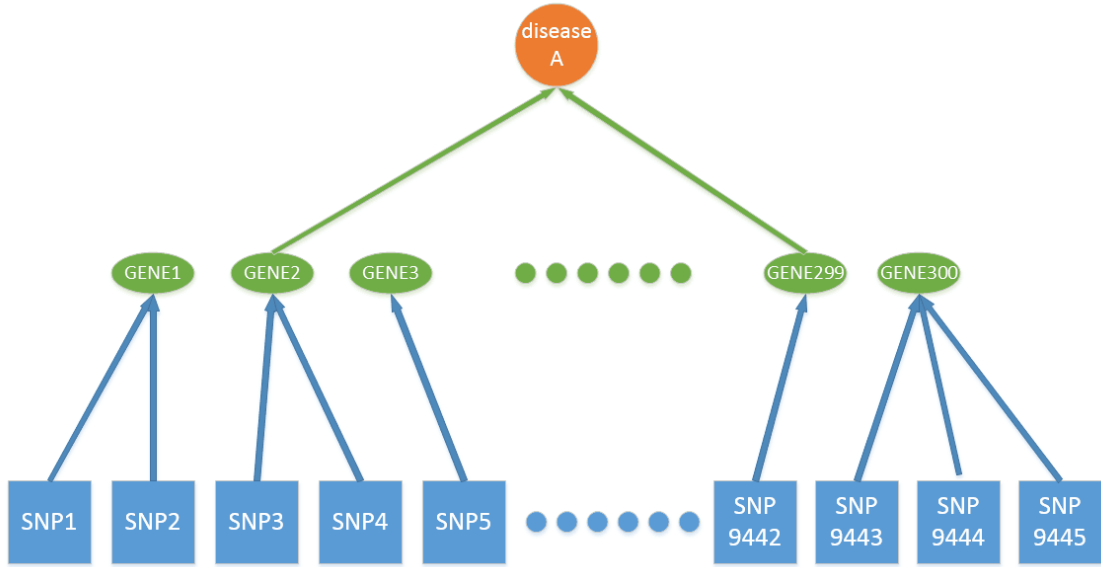 disease
A
GENE1
GENE2
GENE3
GENE299
GENE300
SNP1
SNP2
SNP3
SNP4
SNP5
SNP
9442
SNP
9443
SNP
9444
SNP
9445